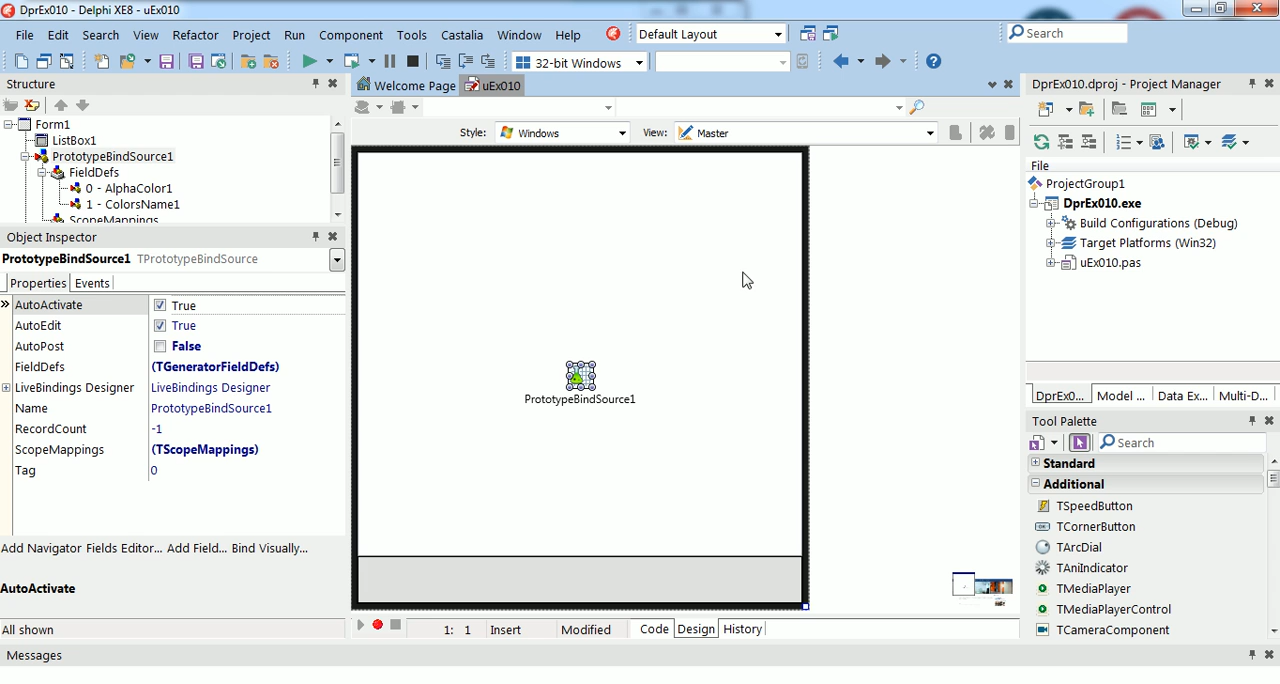 DprEx010 - Delphi XE8 - uEx010
File Edit Search View Refactor Project Run Component Tools Castalia Window Help Default Layout Search
32-bit Windows
Structure
Welcome Page uEx010
DprEx010.dproj - Project Manager
Form1
ListBox1
PrototypeBindSource1
FieldDefs
0 - AlphaColor1
1 - ColorsName1
ScopeMappings
Style: Windows View: Master
File
ProjectGroup1
DprEx010.exe
Build Configurations (Debug)
Target Platforms (Win32)
uEx010.pas
Object Inspector
PrototypeBindSource1 TPrototypeBindSource
Properties Events
AutoActivate True
AutoEdit True
AutoPost False
FieldDefs (TGeneratorFieldDefs)
LiveBindings Designer LiveBindings Designer
Name PrototypeBindSource1
RecordCount -1
ScopeMappings (TScopeMappings)
Tag 0
Add Navigator Fields Editor... Add Field... Bind Visually...
AutoActivate
All shown
PrototypeBindSource1
DprEx0... Model ... Data Ex... Multi-D...
Tool Palette
Search
Standard
Additional
TSpeedButton
TCornerButton
TArcDial
TAniIndicator
TMediaPlayer
TMediaPlayerControl
TCameraComponent
1: 1 Insert Modified Code Design History
Messages